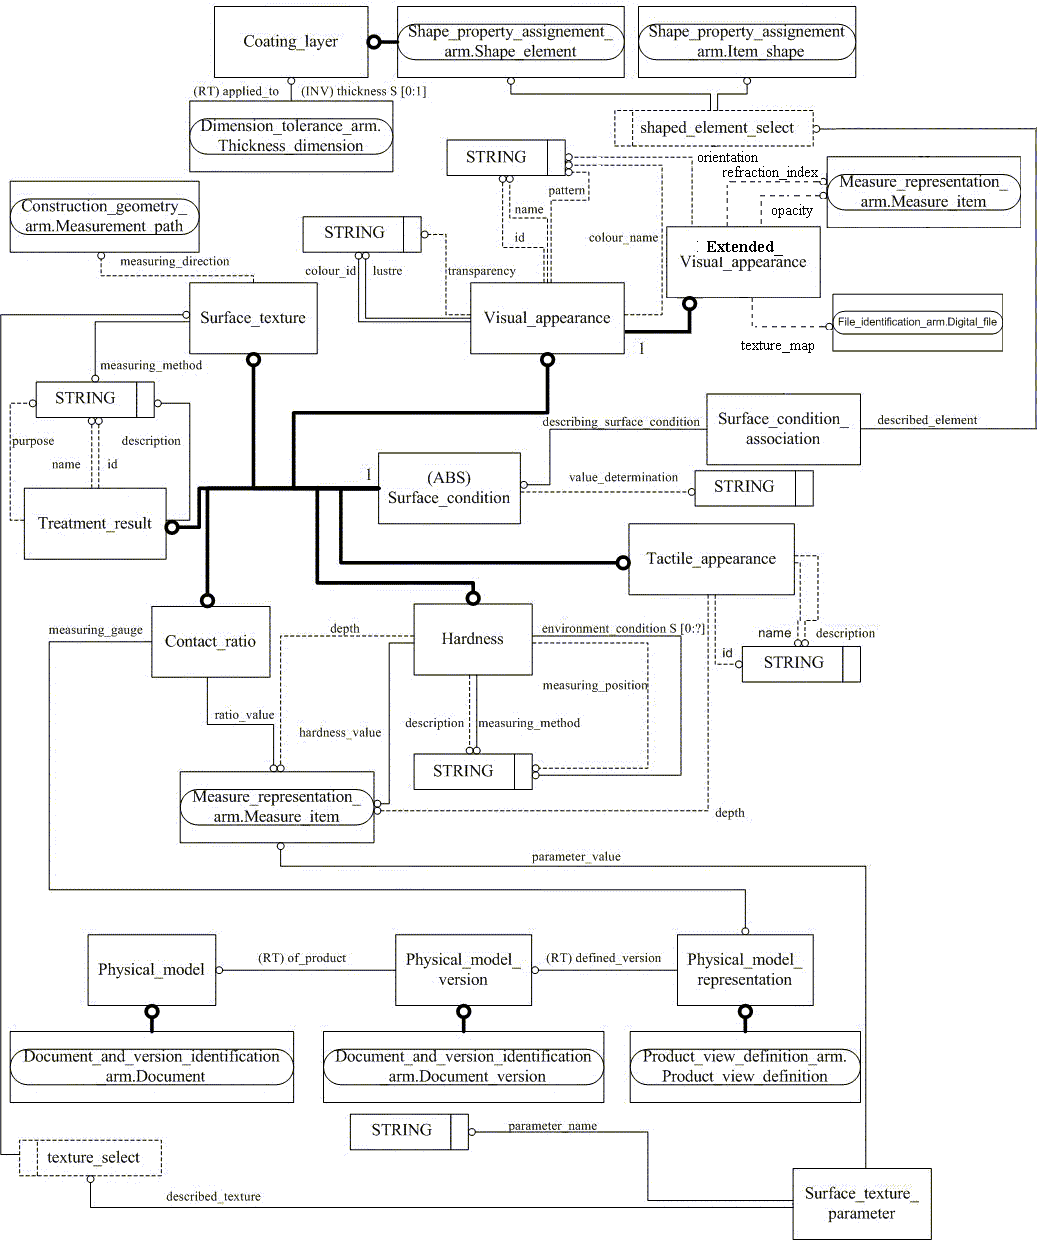 Coating_layer
Shape_property_assignement_
arm.Shape_element
Shape_property_assignement
arm.Item_shape
(RT) applied_to
(INV) thickness S [0:1]
Dimension_tolerance_arm.
Thickness_dimension
shaped_element_select
STRING
orientation
refraction_index
Measure_representation_
arm.Measure_item
pattern
name
id
opacity
colour_name
Construction_geometry_
arm.Measurement_path
STRING
measuring_direction
colour_id
lustre
transparency
Extended_
Visual_appearance
Surface_texture
Visual_appearance
File_identification_arm.Digital_file
texture_map
1
measuring_method
STRING
purpose
description
name
id
describing_surface_condition
Surface_condition_
association
described_element
1
(ABS)
Surface_condition
value_determination
STRING
Treatment_result
Tactile_appearance
measuring_gauge
Contact_ratio
depth
Hardness
environment_condition S [0:?]
name
description
id
STRING
measuring_position
ratio_value
hardness_value
description
measuring_method
STRING
Measure_representation_
arm.Measure_item
depth
parameter_value
Physical_model
(RT) of_product
Physical_model_
version
(RT) defined_version
Physical_model_
representation
Document_and_version_identification
arm.Document
Document_and_version_identification
arm.Document_version
Product_view_definition_arm.
Product_view_definition
STRING
parameter_name
texture_select
described_texture
Surface_texture_
parameter